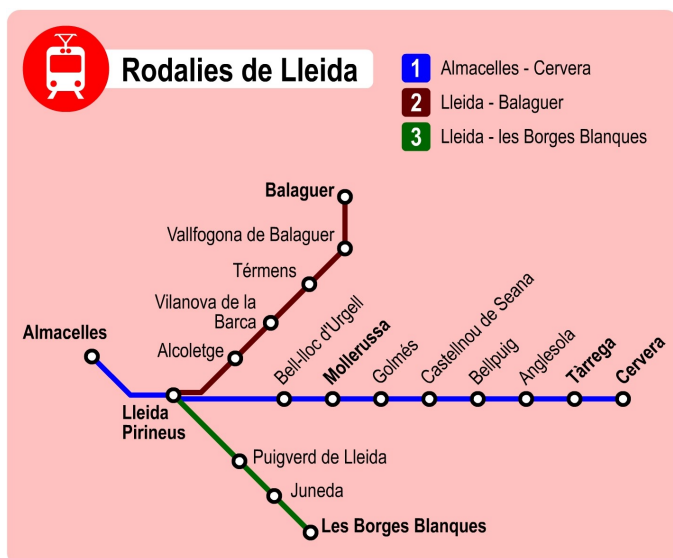 Rodalies de Lleida
1 Almacelles - Cervera
2 Lleida - Balaguer
3 Lleida - les Borges Blanques
Balaguer
Vallfogona de Balaguer
Térmens
Vilanova de la
Barca
Alcoletge
Almacelles
Lleida
Pirineus
Bell-lloc d'Urgell
Mollerussa
Golmés
Castellnou de Seana
Bellpuig
Anglesola
Tàrrega
Cervera
Puigverd de Lleida
Juneda
Les Borges Blanques